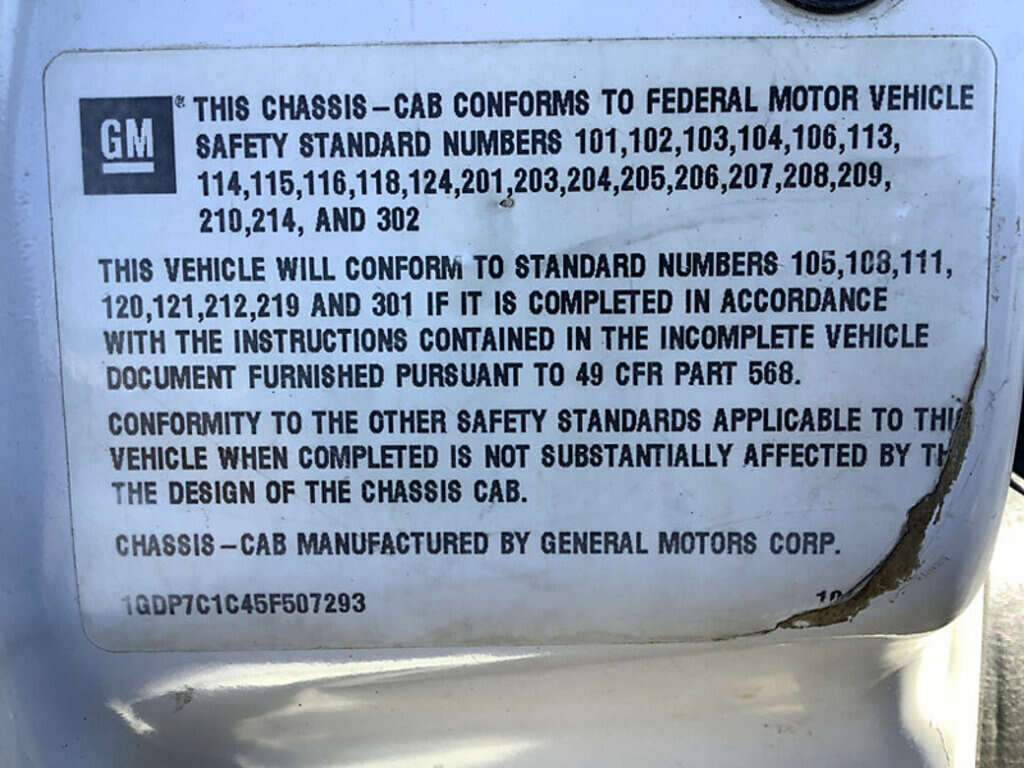 GM ® THIS CHASSIS-CAB CONFORMS TO FEDERAL MOTOR VEHICLE
SAFETY STANDARD NUMBERS 101,102,103,104,106,113,
114,115,116,118,124,201,203,204,205,206,207,208,209,
210,214, AND 302
THIS VEHICLE WILL CONFORM TO STANDARD NUMBERS 105,108,111,
120,121,212,219 AND 301 IF IT IS COMPLETED IN ACCORDANCE
WITH THE INSTRUCTIONS CONTAINED IN THE INCOMPLETE VEHICLE
DOCUMENT FURNISHED PURSUANT TO 49 CFR PART 568.
CONFORMITY TO THE OTHER SAFETY STANDARDS APPLICABLE TO THIS
VEHICLE WHEN COMPLETED IS NOT SUBSTANTIALLY AFFECTED BY
THE DESIGN OF THE CHASSIS CAB.
CHASSIS-CAB MANUFACTURED BY GENERAL MOTORS CORP.
1GDP7C1C45F507293